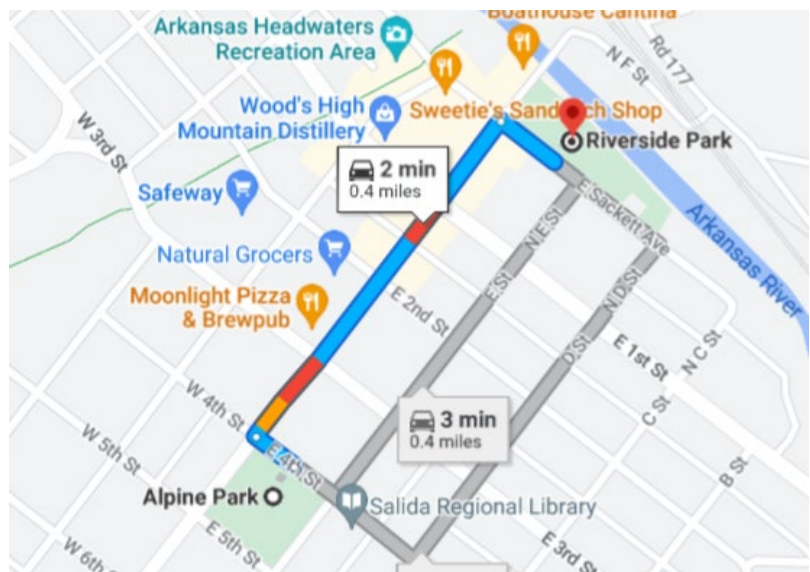 Boathouse Cantina
Arkansas Headwaters
Recreation Area
N F St
Rd 177
Wood's High
Mountain Distillery
Sweetie's Sandwich Shop
Riverside Park
W 3rd St
2 min
0.4 miles
Safeway
E Sackett Ave
Arkansas River
Natural Grocers
N E St
E St
N D St
Moonlight Pizza
& Brewpub
E 2nd St
D St
E 1st St
N C St
W 4th St
3 min
0.4 miles
C St
W 5th St
E 4th St
B St
Alpine Park
Salida Regional Library
E 5th St
W 6th St
E 3rd St